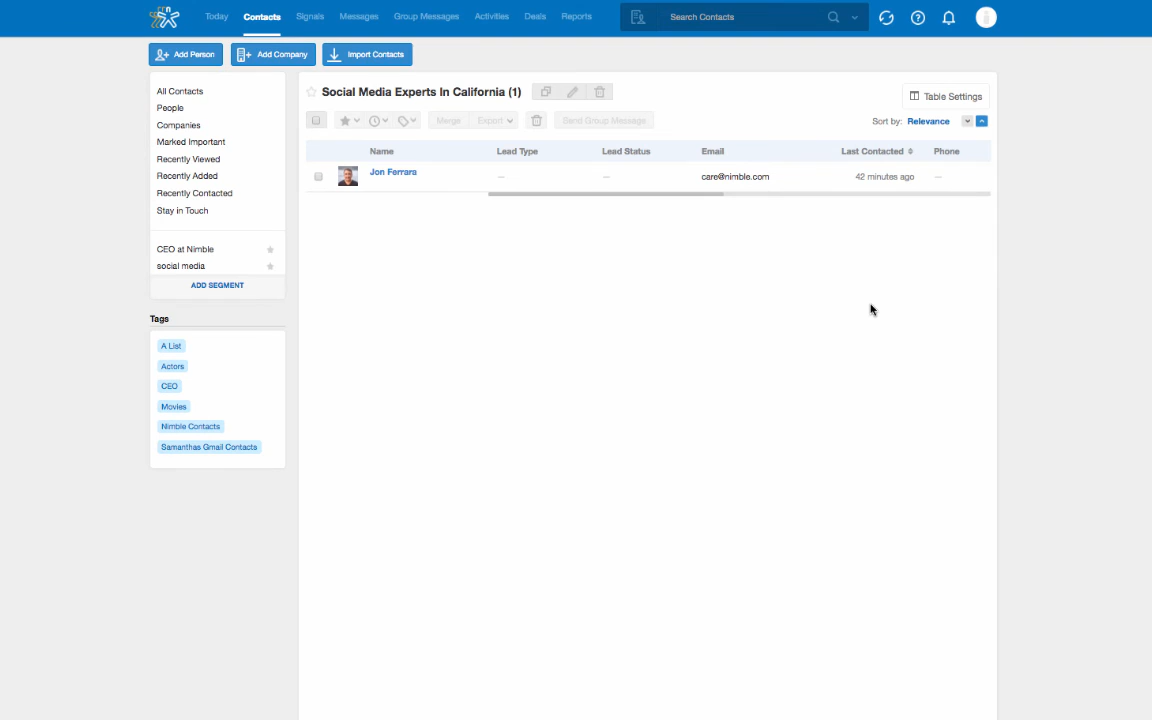 Today Contacts Signals Messages Group Messages Activities Deals Reports Search Contacts
Add Person Add Company Import Contacts
All Contacts
People
Companies
Marked Important
Recently Viewed
Recently Added
Recently Contacted
Stay in Touch
CEO at Nimble
social media
ADD SEGMENT
Tags
A List
Actors
CEO
Movies
Nimble Contacts
Samanthas Gmail Contacts
Social Media Experts In California (1)
Table Settings
Merge Export Send Group Message Sort by: Relevance
Name Lead Type Lead Status Email Last Contacted Phone
Jon Ferrara — — care@nimble.com 42 minutes ago —